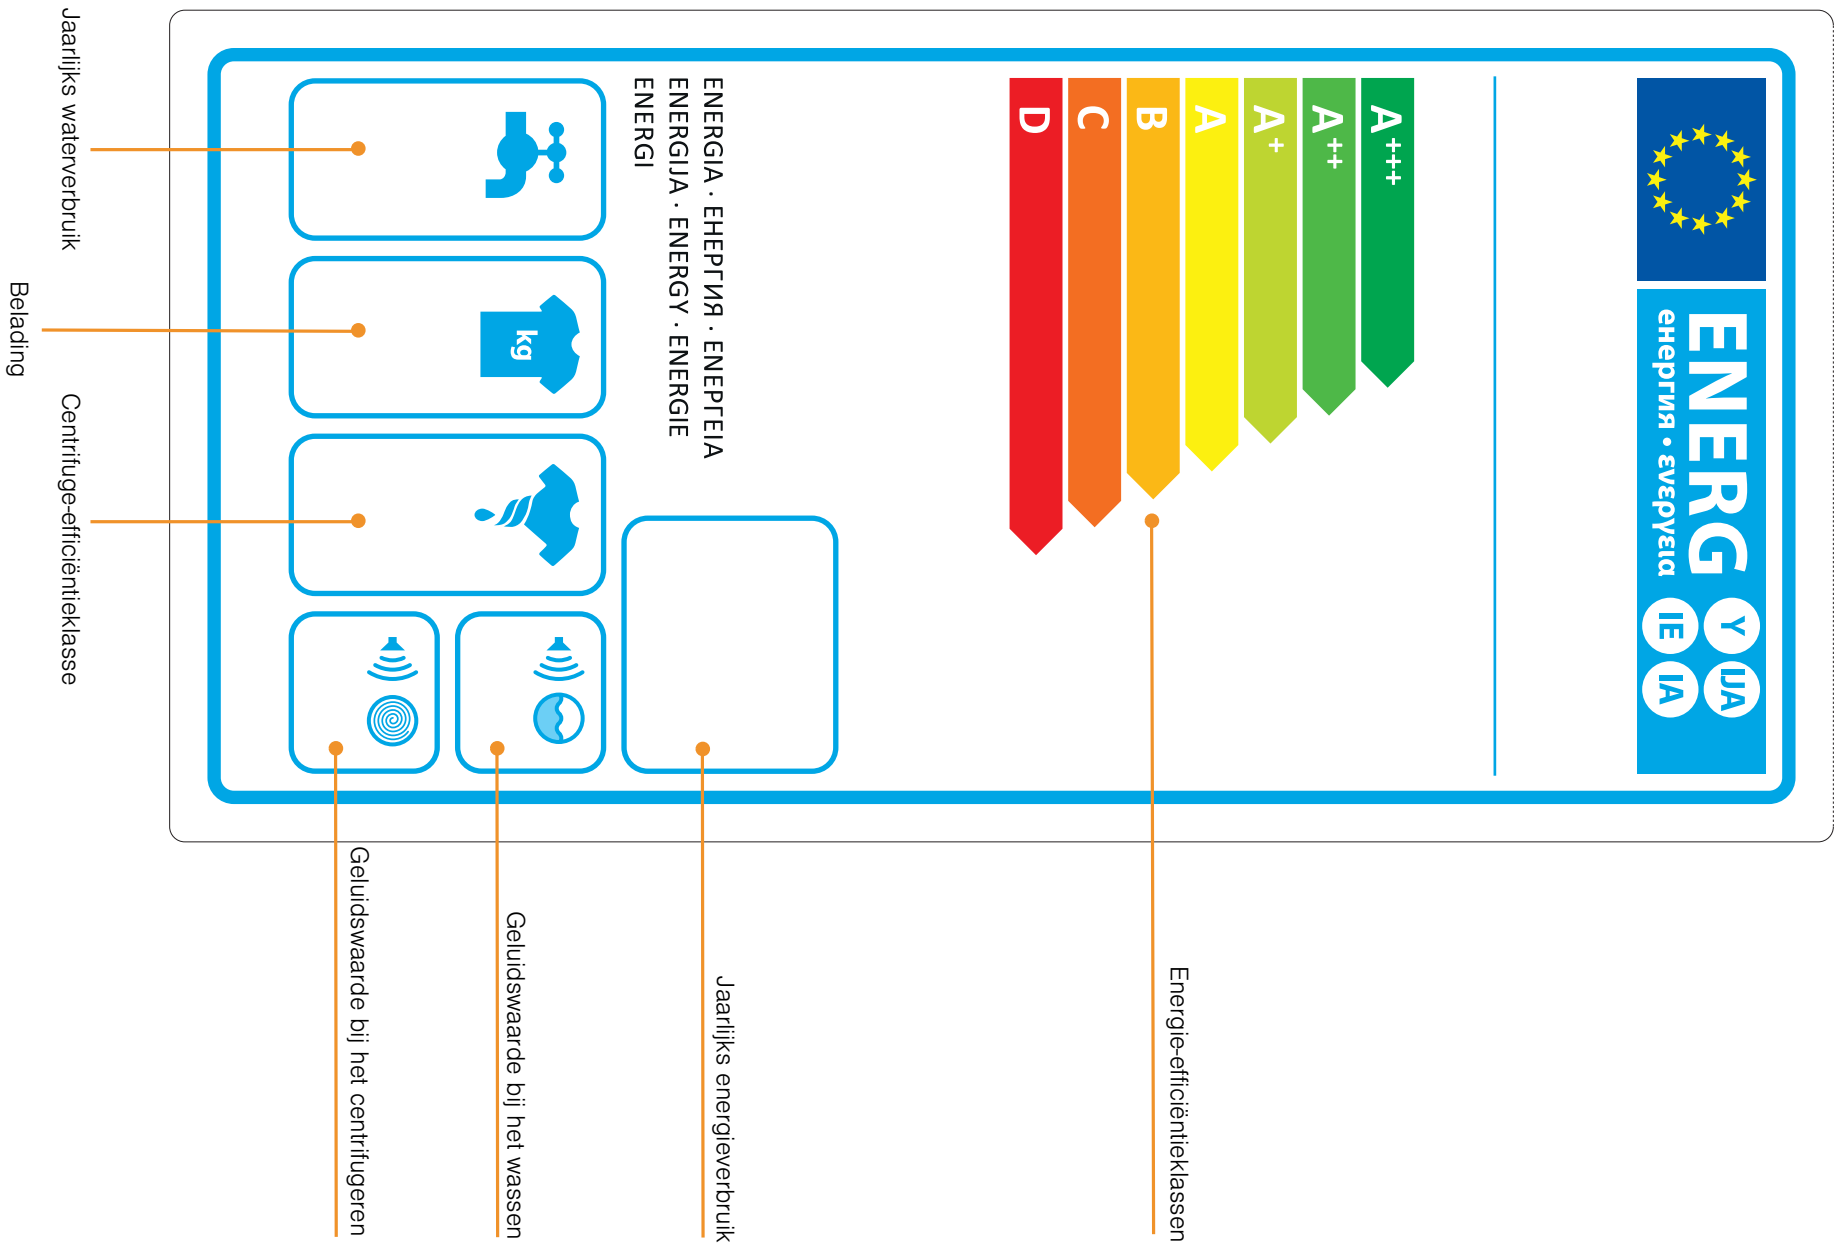 ENERG
енергия · ενεργεια
Y
IJA
IE
IA
A+++
A++
A+
A
B
C
D
Energie-efficiëntieklassen
ENERGIA · ЕНЕРГИЯ · ΕΝΕΡΓΕΙΑ
ENERGIJA · ENERGY · ENERGIE
ENERGI
Jaarlijks energieverbruik
Jaarlijks waterverbruik
kg
Belading
Centrifuge-efficiëntieklasse
Geluidswaarde bij het wassen
Geluidswaarde bij het centrifugeren